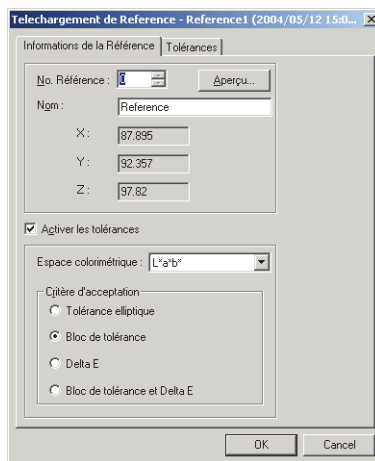 Telechargement de Reference - Reference1 (2004/05/12 15:0...
Informations de la Référence
Tolérances
No. Référence : 0
Aperçu...
Nom : Reference
X : 87.895
Y : 92.357
Z : 97.82
Activer les tolérances
Espace colorimétrique : L*a*b*
Critère d'acceptation
Tolérance elliptique
Bloc de tolérance
Delta E
Bloc de tolérance et Delta E
OK
Cancel